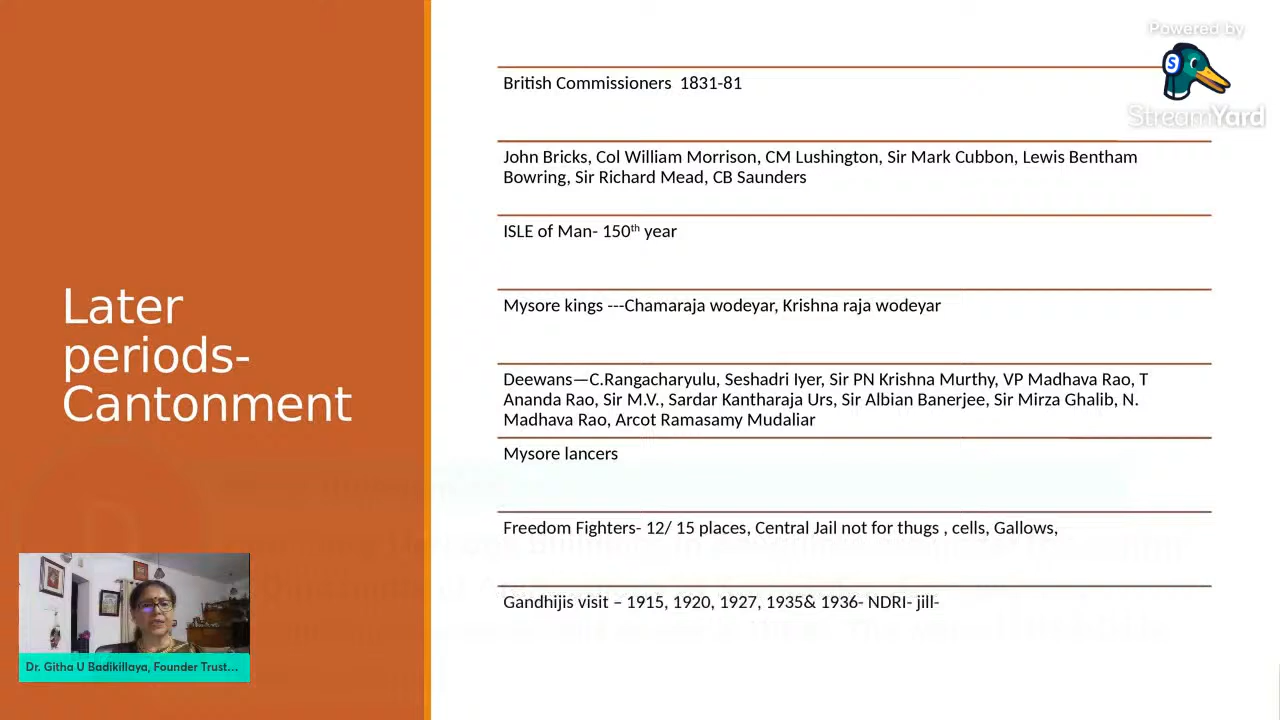 Powered by
StreamYard
British Commissioners 1831-81
John Bricks, Col William Morrison, CM Lushington, Sir Mark Cubbon, Lewis Bentham
Bowring, Sir Richard Mead, CB Saunders
ISLE of Man- 150th year
Mysore kings ---Chamaraja wodeyar, Krishna raja wodeyar
Later
periods-
Cantonment
Deewans—C.Rangacharyulu, Seshadri Iyer, Sir PN Krishna Murthy, VP Madhava Rao, T
Ananda Rao, Sir M.V., Sardar Kantharaja Urs, Sir Albian Banerjee, Sir Mirza Ghalib, N.
Madhava Rao, Arcot Ramasamy Mudaliar
Mysore lancers
Freedom Fighters- 12/ 15 places, Central Jail not for thugs , cells, Gallows,
Gandhijis visit – 1915, 1920, 1927, 1935& 1936- NDRI- jill-
Dr. Githa U Badikillaya, Founder Trust...